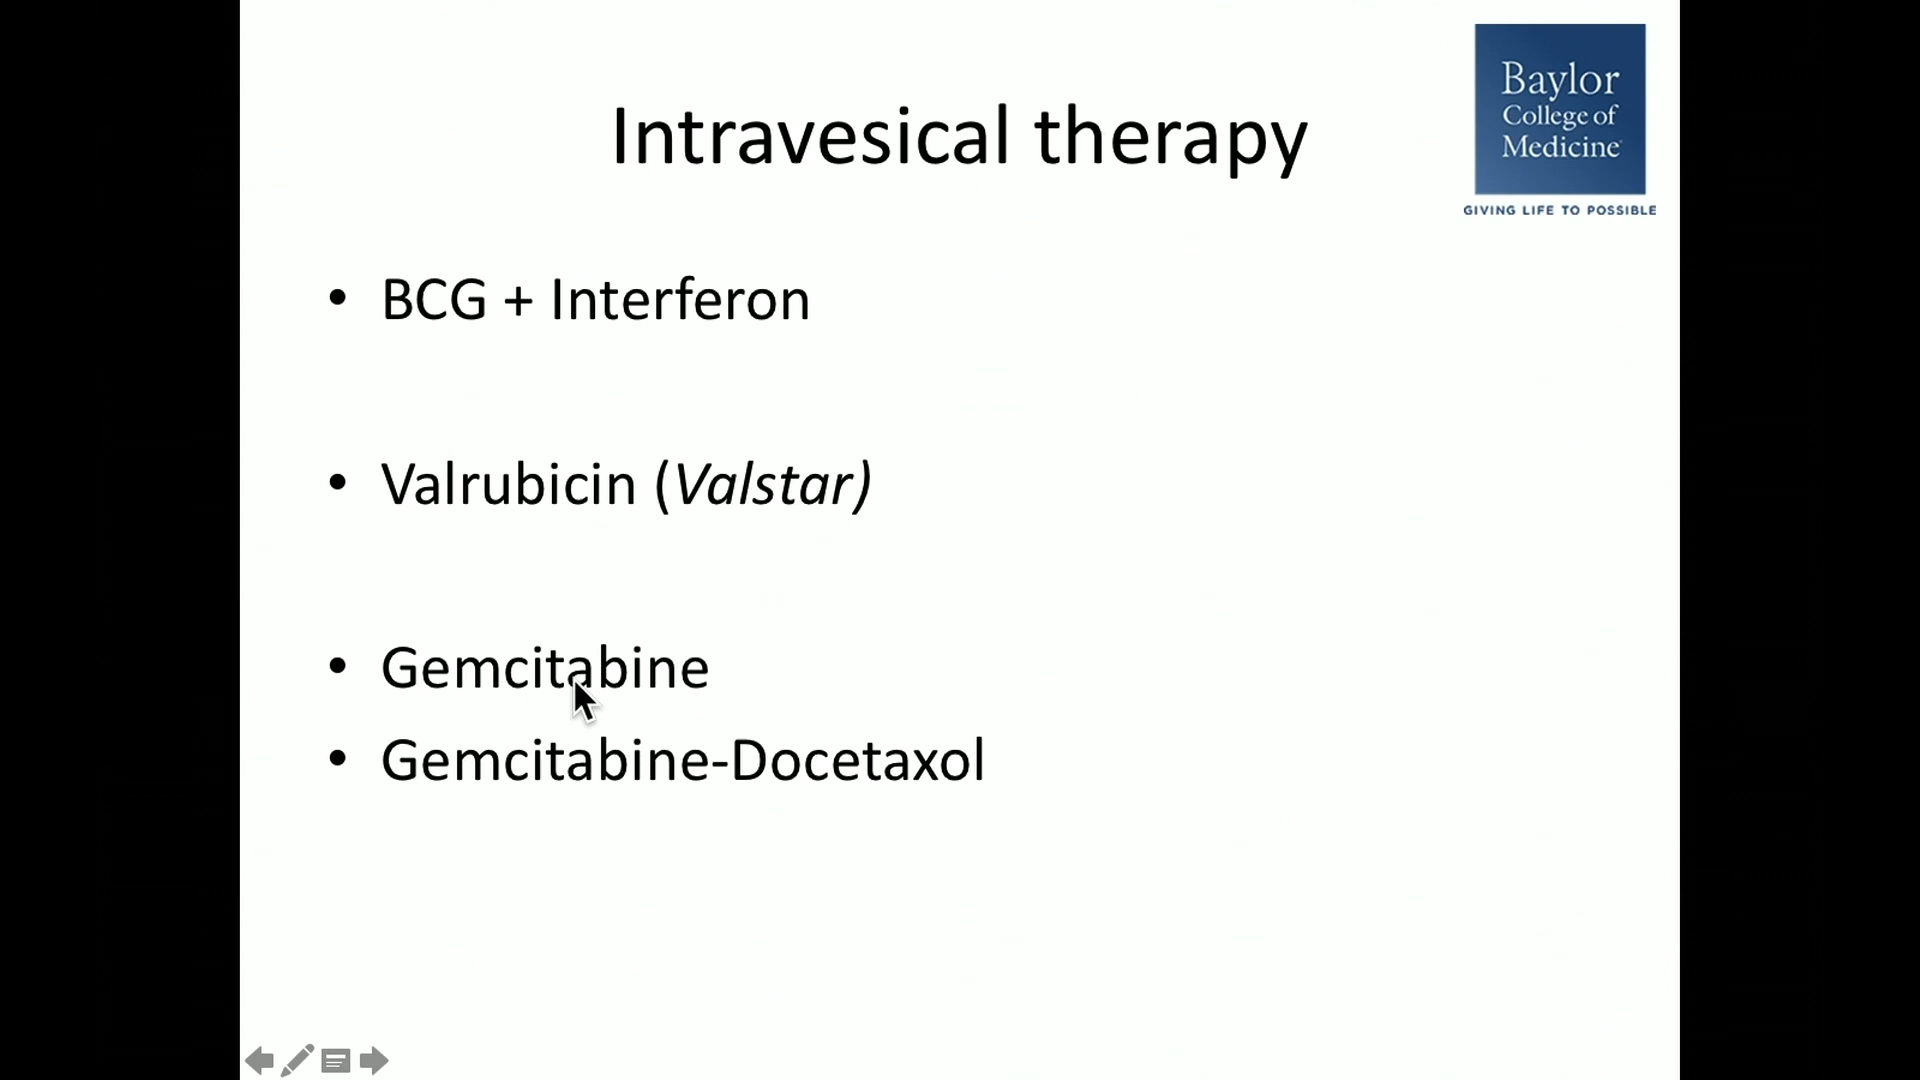 Intravesical therapy
Baylor
College of
Medicine
GIVING LIFE TO POSSIBLE
• BCG + Interferon
• Valrubicin (Valstar)
• Gemcitabine
• Gemcitabine-Docetaxol